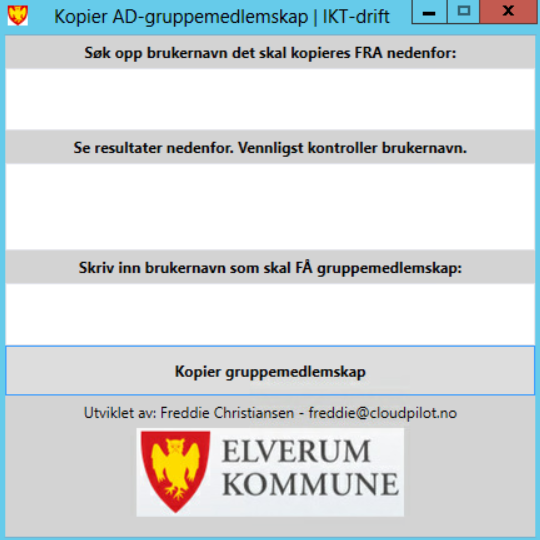 Kopier AD-gruppemedlemskap | IKT-drift
Søk opp brukernavn det skal kopieres FRA nedenfor:
Se resultater nedenfor. Vennligst kontroller brukernavn.
Skriv inn brukernavn som skal FÅ gruppemedlemskap:
Kopier gruppemedlemskap
Utviklet av: Freddie Christiansen - freddie@cloudpilot.no
ELVERUM
KOMMUNE